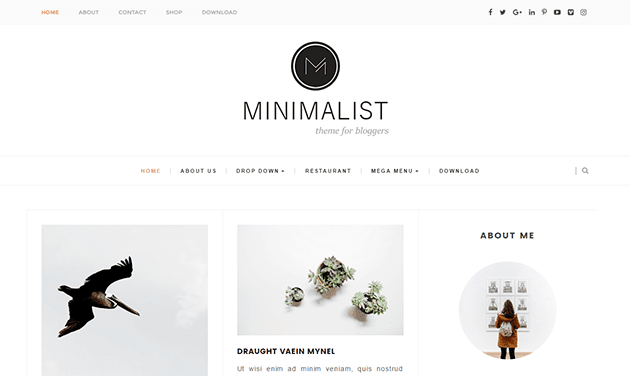 HOME ABOUT CONTACT SHOP DOWNLOAD
MINIMALIST
theme for bloggers
HOME ABOUT US DROP DOWN RESTAURANT MEGA MENU DOWNLOAD
ABOUT ME
DRAUGHT VAEIN MYNEL
Ut wisi enim ad minim veniam, quis nostrud